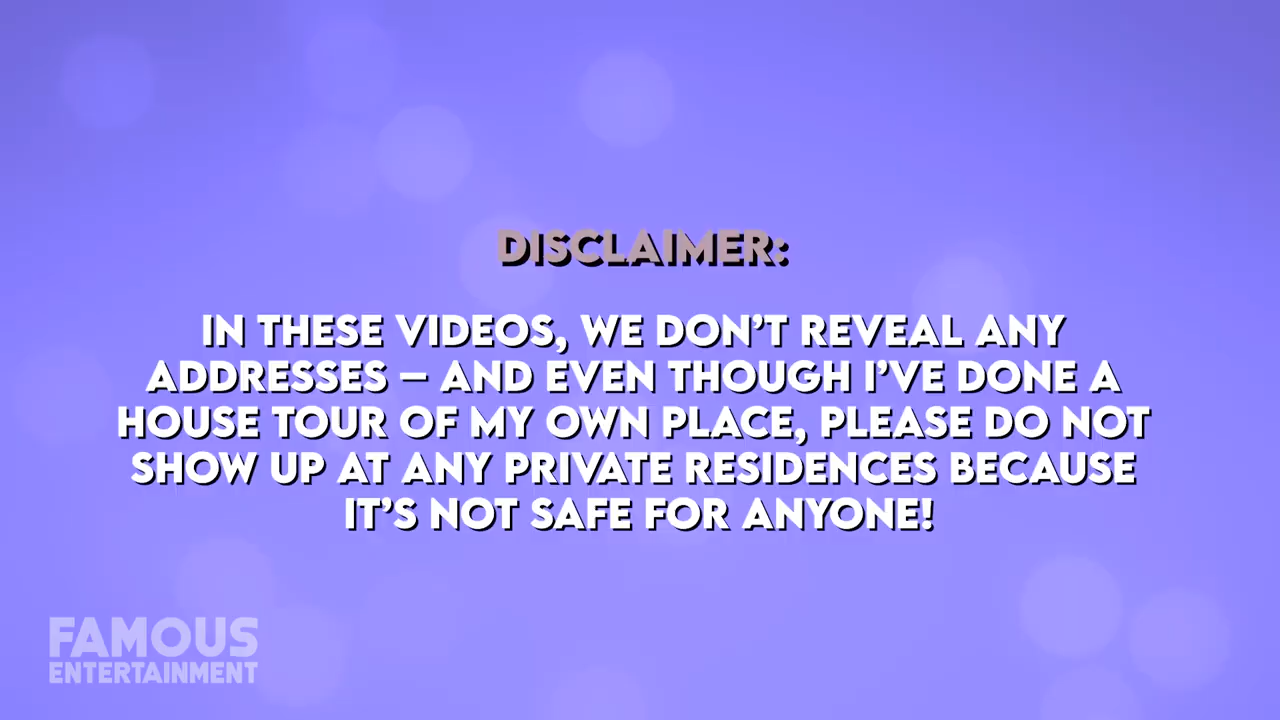 DISCLAIMER:
IN THESE VIDEOS, WE DON'T REVEAL ANY
ADDRESSES – AND EVEN THOUGH I'VE DONE A
HOUSE TOUR OF MY OWN PLACE, PLEASE DO NOT
SHOW UP AT ANY PRIVATE RESIDENCES BECAUSE
IT'S NOT SAFE FOR ANYONE!
FAMOUS
ENTERTAINMENT